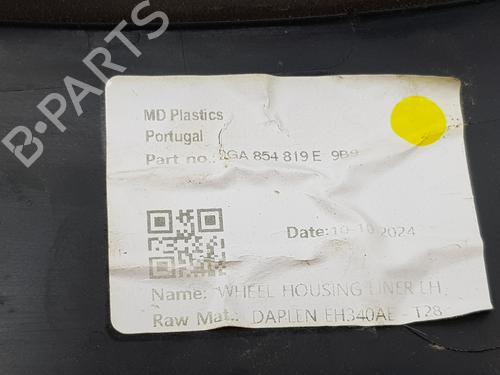 MD Plastics
Portugal
Part no.: 2GA 854 819 E 9B9
Date: 10-10 2024
Name: WHEEL HOUSING LINER LH
Raw Mat.: DAPLEN EH340AE - T28
B-PARTS